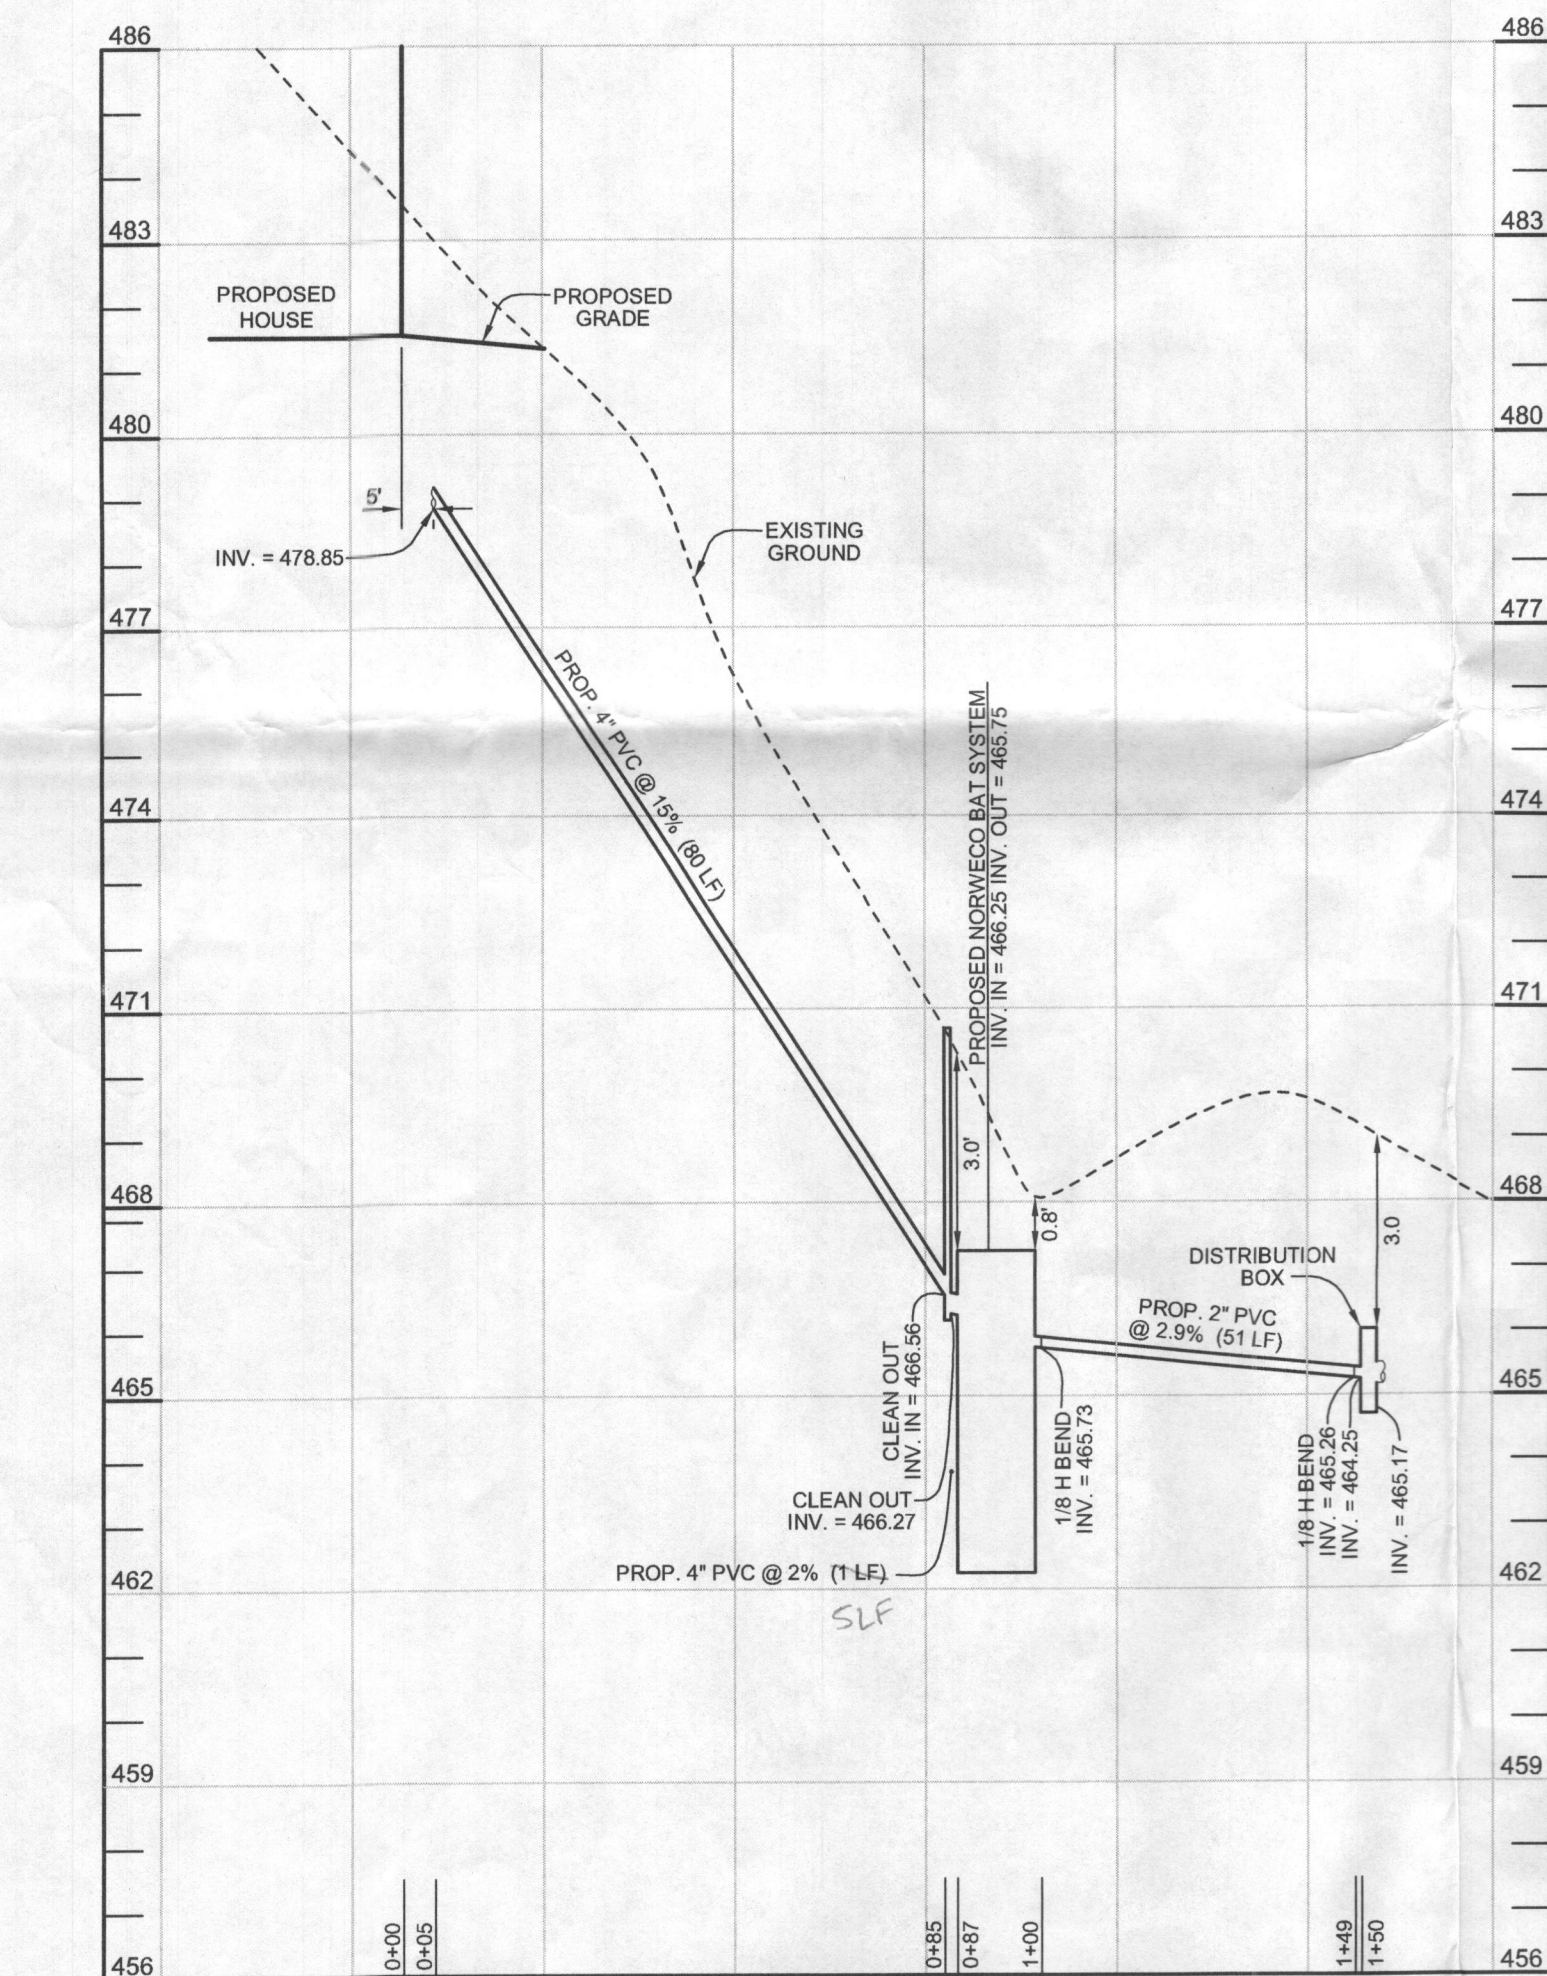 486
486
483
483
PROPOSED
HOUSE
PROPOSED
GRADE
480
480
5'
INV. = 478.85
EXISTING
GROUND
477
477
PROP. 4" PVC @ 15% (80 LF)
474
474
PROPOSED NORWECO BAT SYSTEM
INV. IN = 466.25 INV. OUT = 465.75
471
471
3.0'
468
468
0.8'
3.0
DISTRIBUTION
BOX
PROP. 2" PVC
@ 2.9% (51 LF)
465
465
CLEAN OUT
INV. IN = 466.56
1/8 H BEND
INV. = 465.73
1/8 H BEND
INV. = 465.26
INV. = 464.25
INV. = 465.17
CLEAN OUT
INV. = 466.27
PROP. 4" PVC @ 2% (1 LF)
5LF
462
462
459
459
0+00
0+05
0+85
0+87
1+00
1+49
1+50
456
456